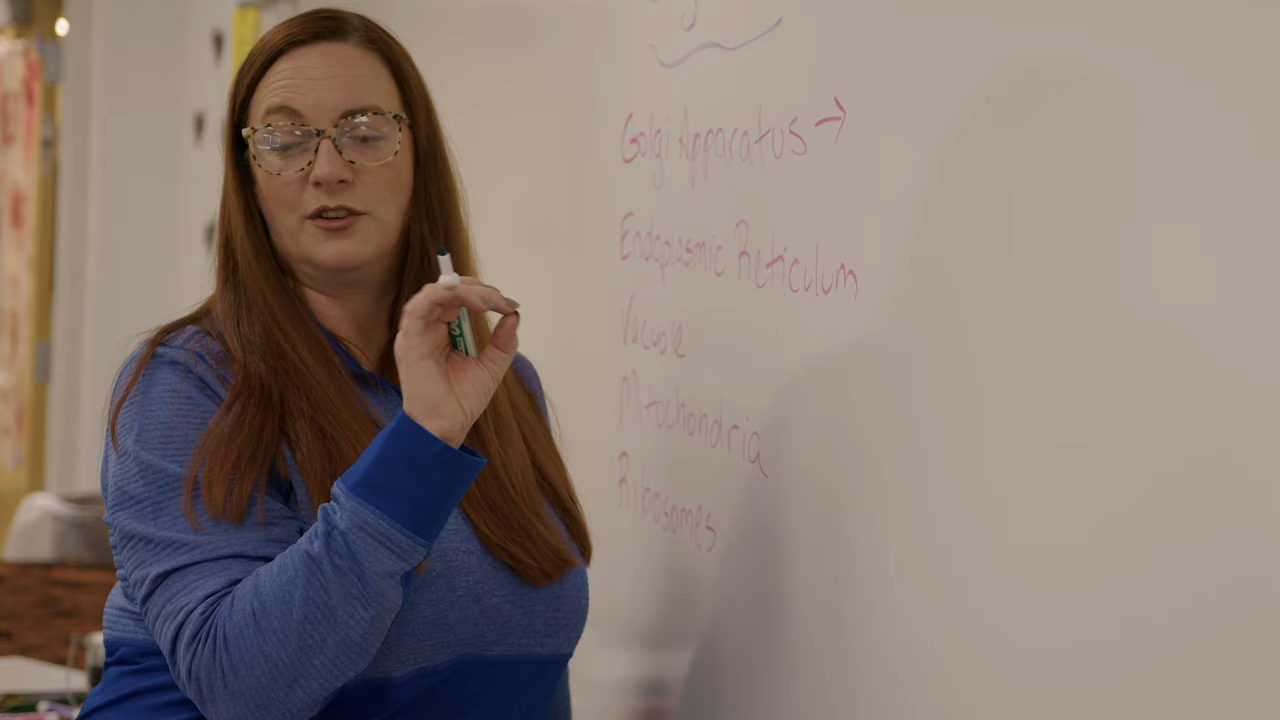 Golgi Apparatus →
Endoplasmic Reticulum
Vacuole
Mitochondria
Ribosomes